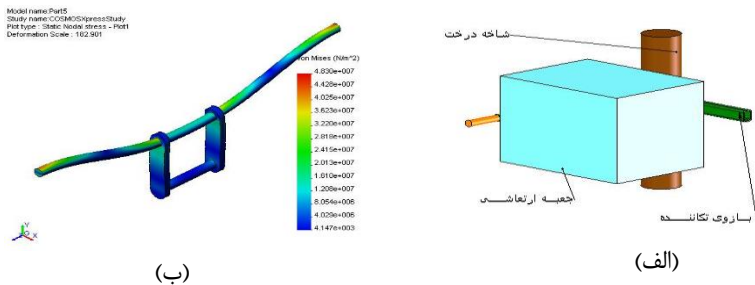 Model name:Part5
Study name:COSMOSXpressStudy
Plot type : Static Nodal stress - Plot1
Deformation Scale : 182.901
von Mises (N/m^2)
4.830e+007
4.428e+007
4.025e+007
3.623e+007
3.220e+007
2.818e+007
2.415e+007
2.013e+007
1.610e+007
1.208e+007
8.054e+006
4.029e+006
4.147e+003
Y
X
(ب)
شاخه درخت
جعبه ارتعاشی
بازوی تکاننده
(الف)